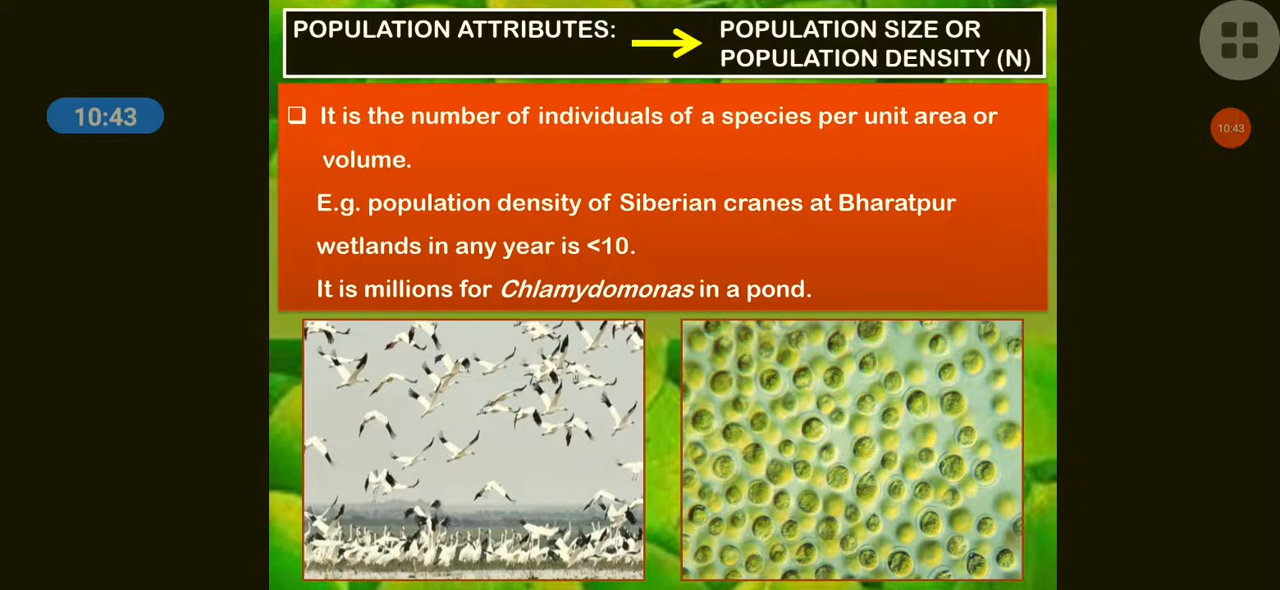 POPULATION ATTRIBUTES:
POPULATION SIZE OR
POPULATION DENSITY (N)
10:43
10:43
It is the number of individuals of a species per unit area or
volume.
E.g. population density of Siberian cranes at Bharatpur
wetlands in any year is <10.
It is millions for Chlamydomonas in a pond.